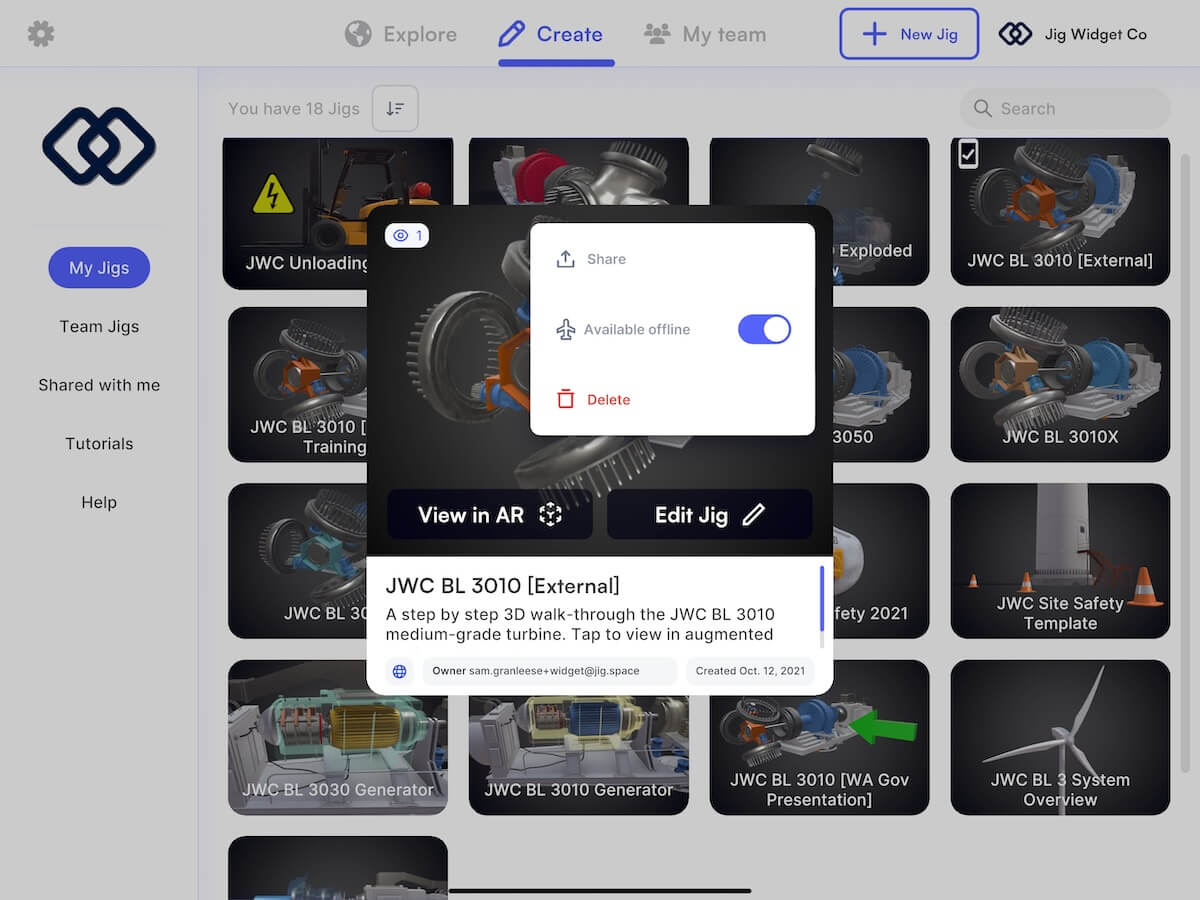 Explore
Create
My team
New Jig
Jig Widget Co
You have 18 Jigs
Search
My Jigs
Team Jigs
Shared with me
Tutorials
Help
JWC Unloading
Exploded
JWC BL 3010 [External]
JWC BL 3010 [
Training
3050
JWC BL 3010X
JWC BL 30
fety 2021
JWC Site Safety
Template
JWC BL 3030 Generator
JWC BL 3010 Generator
JWC BL 3010 [WA Gov
Presentation]
JWC BL 3 System
Overview
1
Share
Available offline
Delete
View in AR
Edit Jig
JWC BL 3010 [External]
A step by step 3D walk-through the JWC BL 3010
medium-grade turbine. Tap to view in augmented
Owner sam.granleese+widget@jig.space
Created Oct. 12, 2021